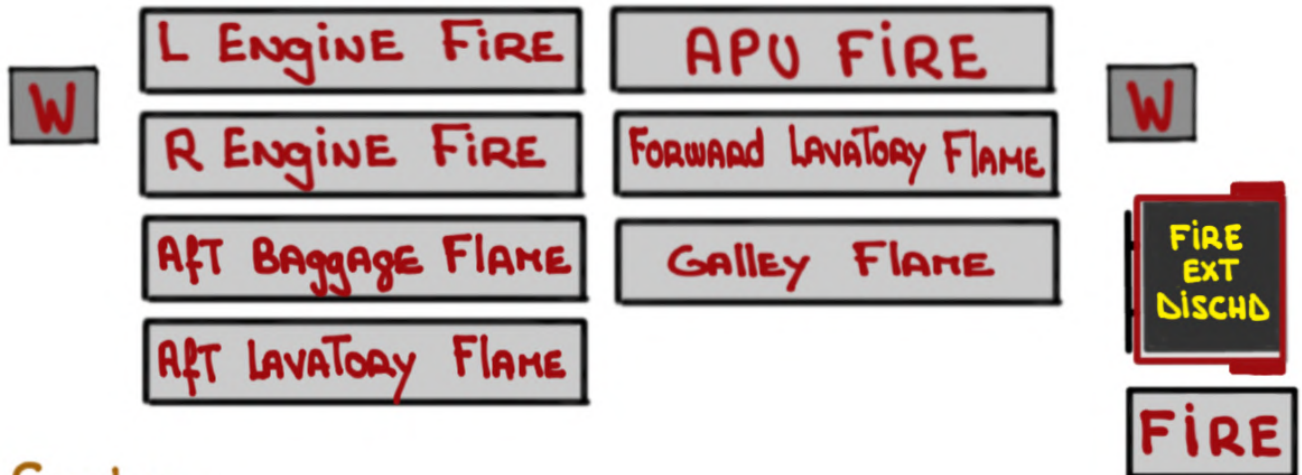 W
L ENgiNE FiRE
R ENgiNE FiRE
AfT BAggAgE FlAME
AfT LAVATORY FlAME
APU FiRE
FORWARD LAVATORY FlAME
GAllEy FlAME
W
FiRE
EXT
DiSCHD
FiRE